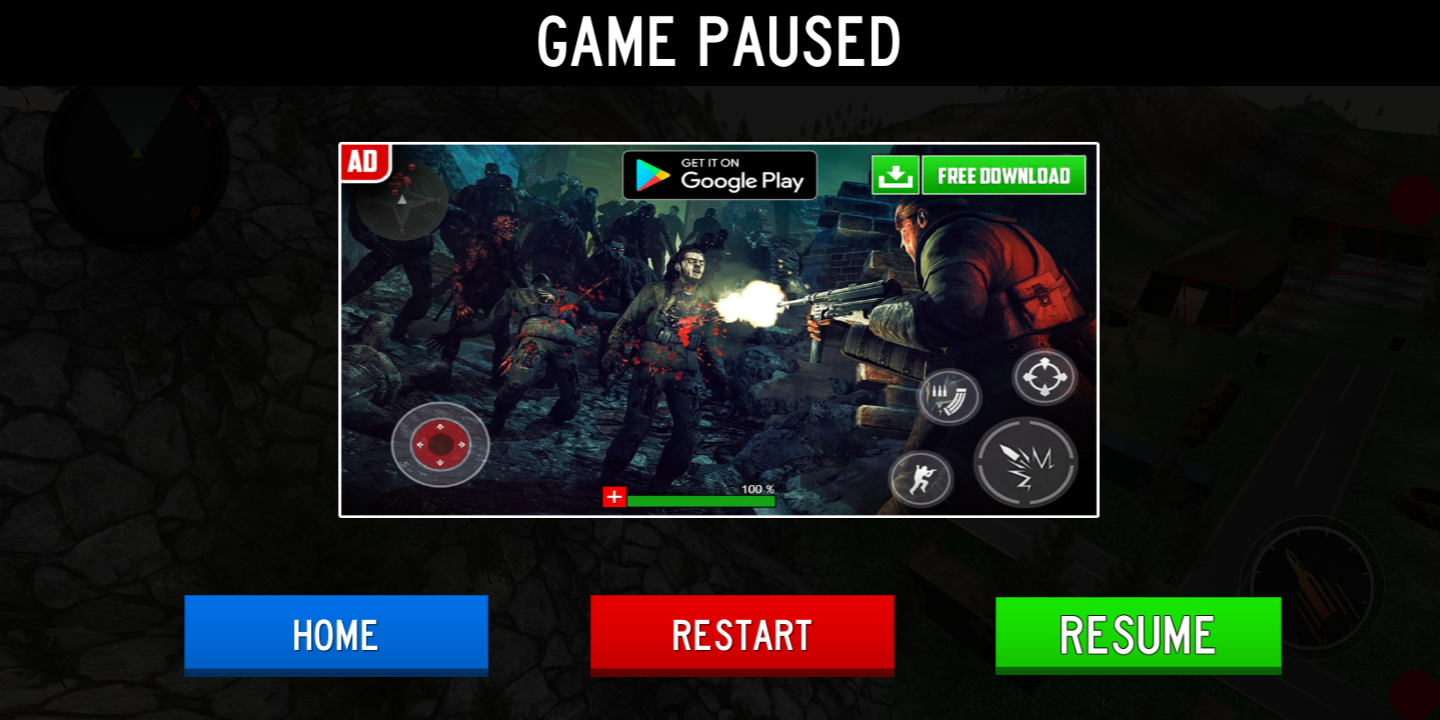 GAME PAUSED
AD
GET IT ON
Google Play
FREE DOWNLOAD
100 %
HOME
RESTART
RESUME